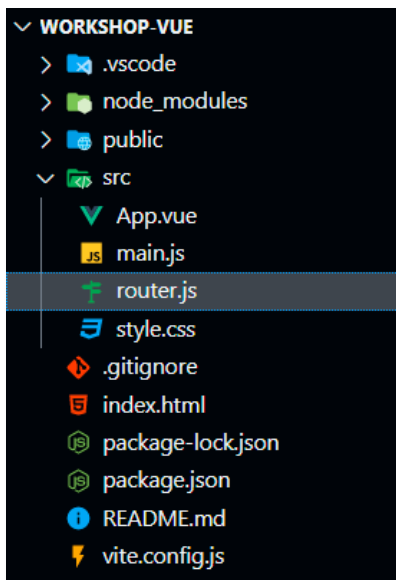 WORKSHOP-VUE
.vscode
node_modules
public
src
App.vue
JS main.js
router.js
style.css
.gitignore
index.html
package-lock.json
package.json
README.md
vite.config.js